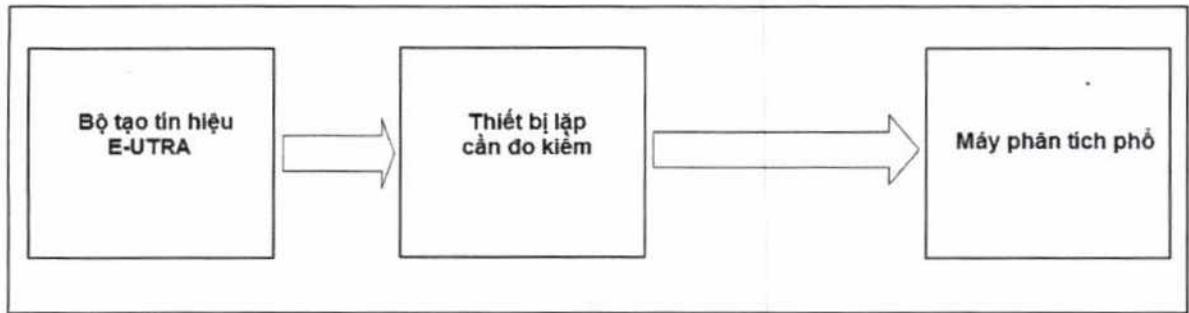 Bộ tạo tín hiệu
E-UTRA
Thiết bị lặp
cần đo kiểm
Máy phân tích phổ